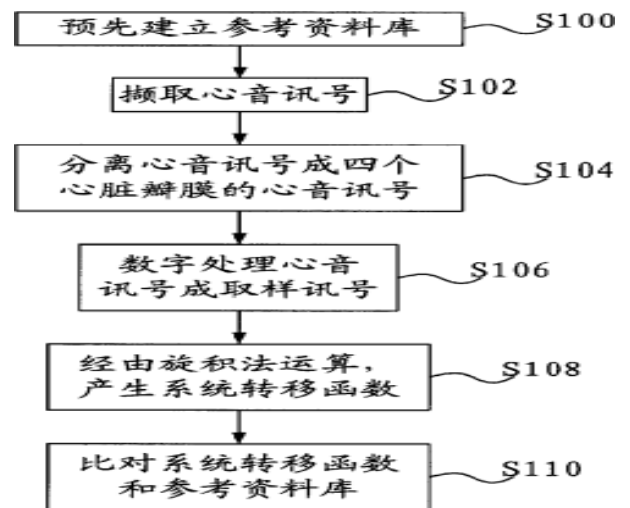 预先建立参考资料库
S100
撷取心音讯号
S102
分离心音讯号成四个
心脏瓣膜的心音讯号
S104
数字处理心音
讯号成取样讯号
S106
经由旋积法运算,
产生系统转移函数
S108
比对系统转移函数
和参考资料库
S110